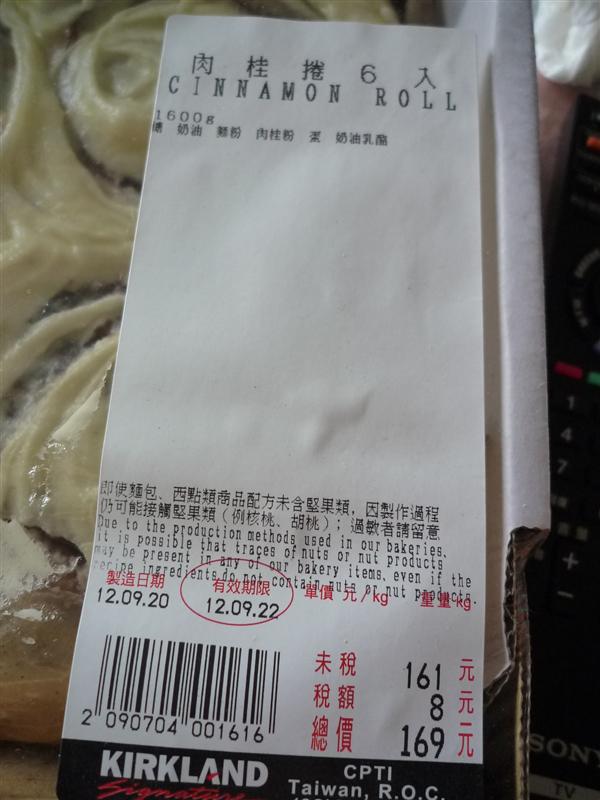 肉桂捲 6入
CINNAMON ROLL
1600g
糖 奶油 麵粉 肉桂粉 蛋 奶油乳酪
即使麵包、西點類商品配方未含堅果類，因製作過程
仍可能接觸堅果類（例核桃、胡桃）；過敏者請留意
Due to the production methods used in our bakeries,
it is possible that traces of nuts or nut products
may be present in any of our bakery items, even if the
recipe ingredients do not contain nuts or nut products.
製造日期 有效期限 單價 元/kg 重量 kg
12.09.20 12.09.22
未稅 161 元
稅額 8 元
總價 169 元
2 090704 001616
KIRKLAND
Signature
CPTI
Taiwan, R.O.C.
1
4
7
+
-
SONY
TV